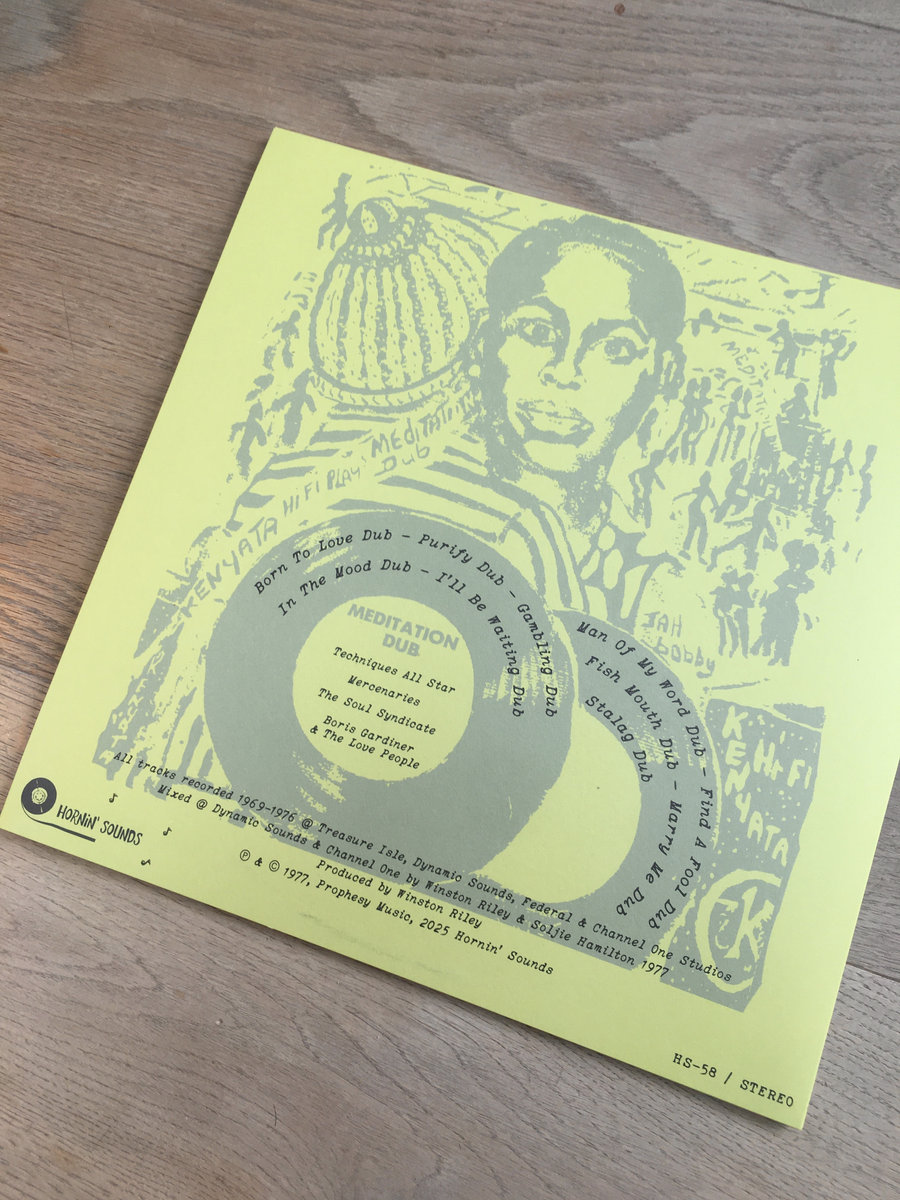 KENYATA HI FI PLAY: MEDITATION
Dub
Born To Love Dub – Purify Dub – Gambling Dub
In The Mood Dub – I'll Be Waiting Dub
MEDITATION
DUB
Techniques All Star
Mercenaries
The Soul Syndicate
Boris Gardiner
& The Love People
JAH
bobby
Man Of My Word Dub – Find A Fool Dub
Fish Mouth Dub – Marry Me Dub
Stalag Dub
KENYATA
Hi-Fi
K
HORNiN' SOUNDS
All tracks recorded 1969-1976 @ Treasure Isle, Dynamic Sounds, Federal & Channel One Studios
Mixed @ Dynamic Sounds & Channel One by Winston Riley & Soljie Hamilton 1977
Produced by Winston Riley
℗ & © 1977, Prophesy Music, 2025 Hornin' Sounds
HS-58 / STEREO